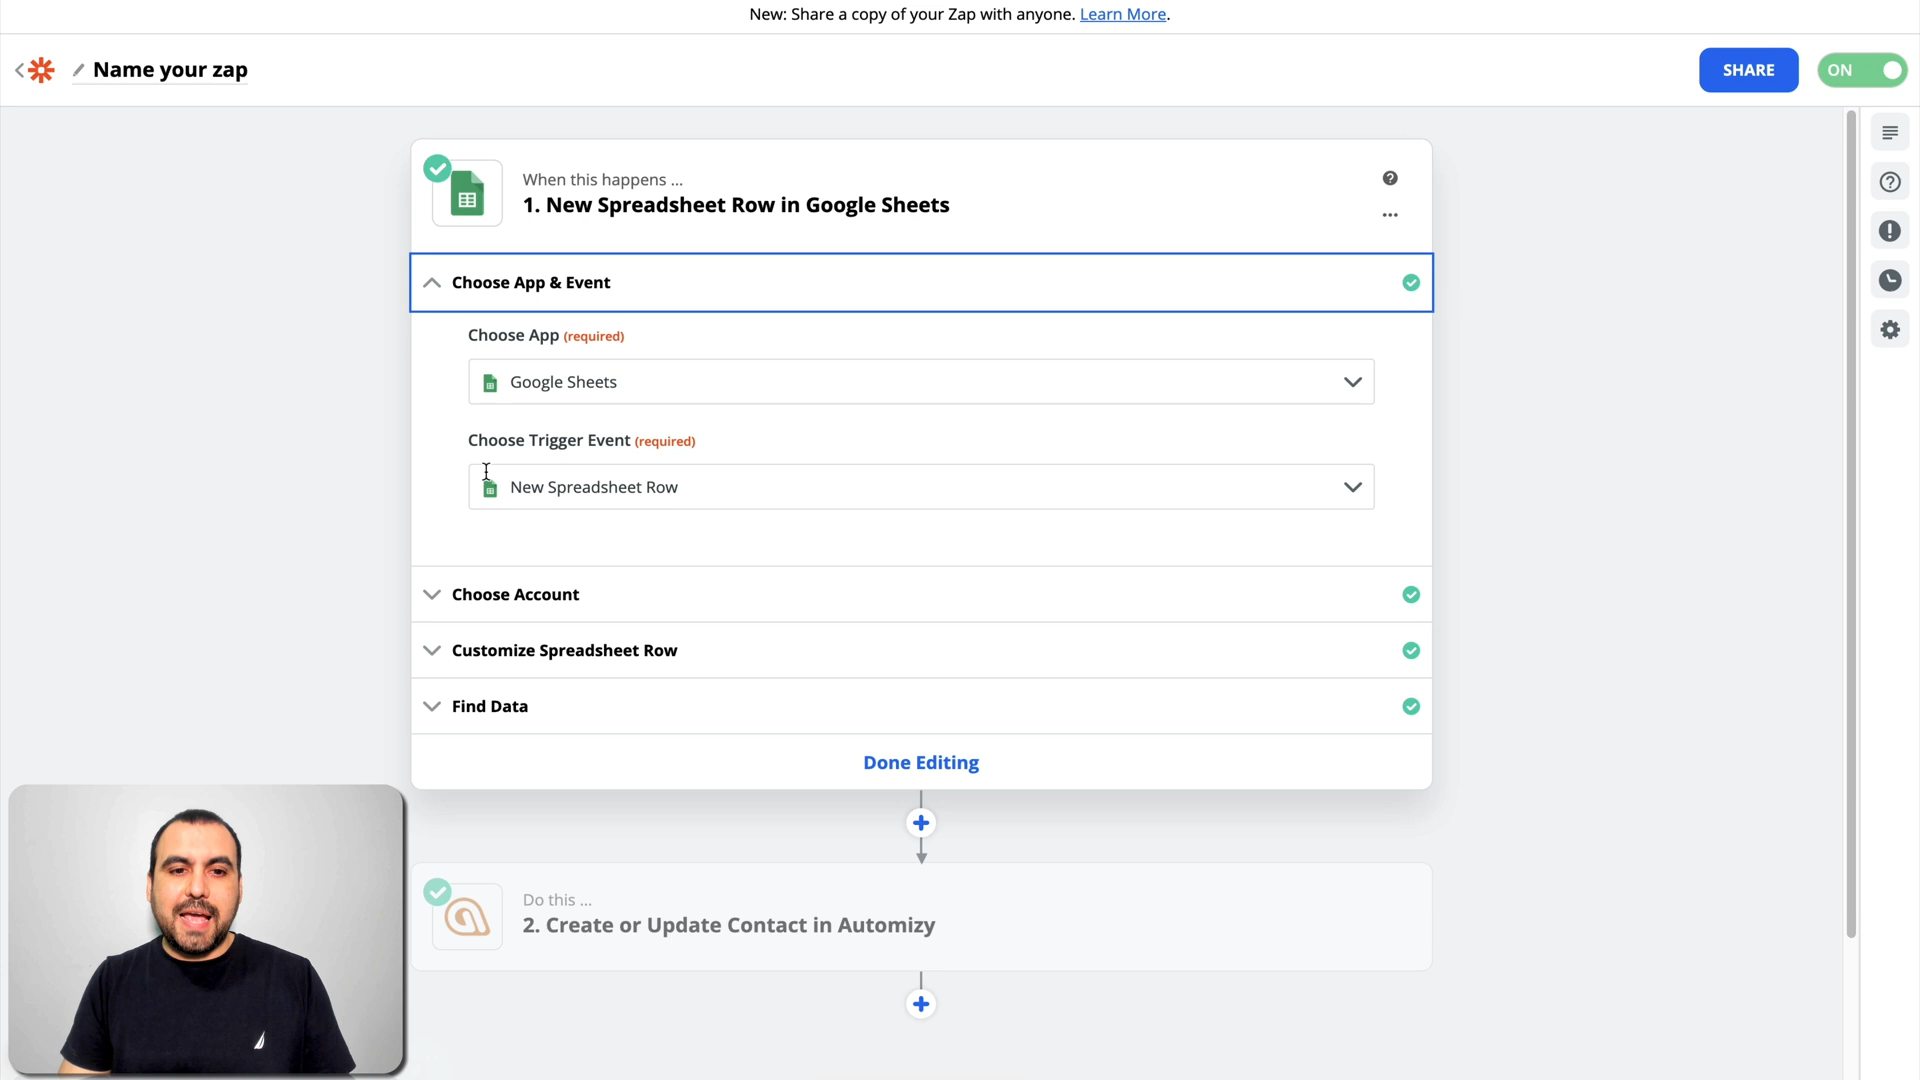 New: Share a copy of your Zap with anyone. Learn More.
Name your zap
SHARE
ON
When this happens ...
1. New Spreadsheet Row in Google Sheets
Choose App & Event
Choose App (required)
Google Sheets
Choose Trigger Event (required)
New Spreadsheet Row
Choose Account
Customize Spreadsheet Row
Find Data
Done Editing
Do this ...
2. Create or Update Contact in Automizy